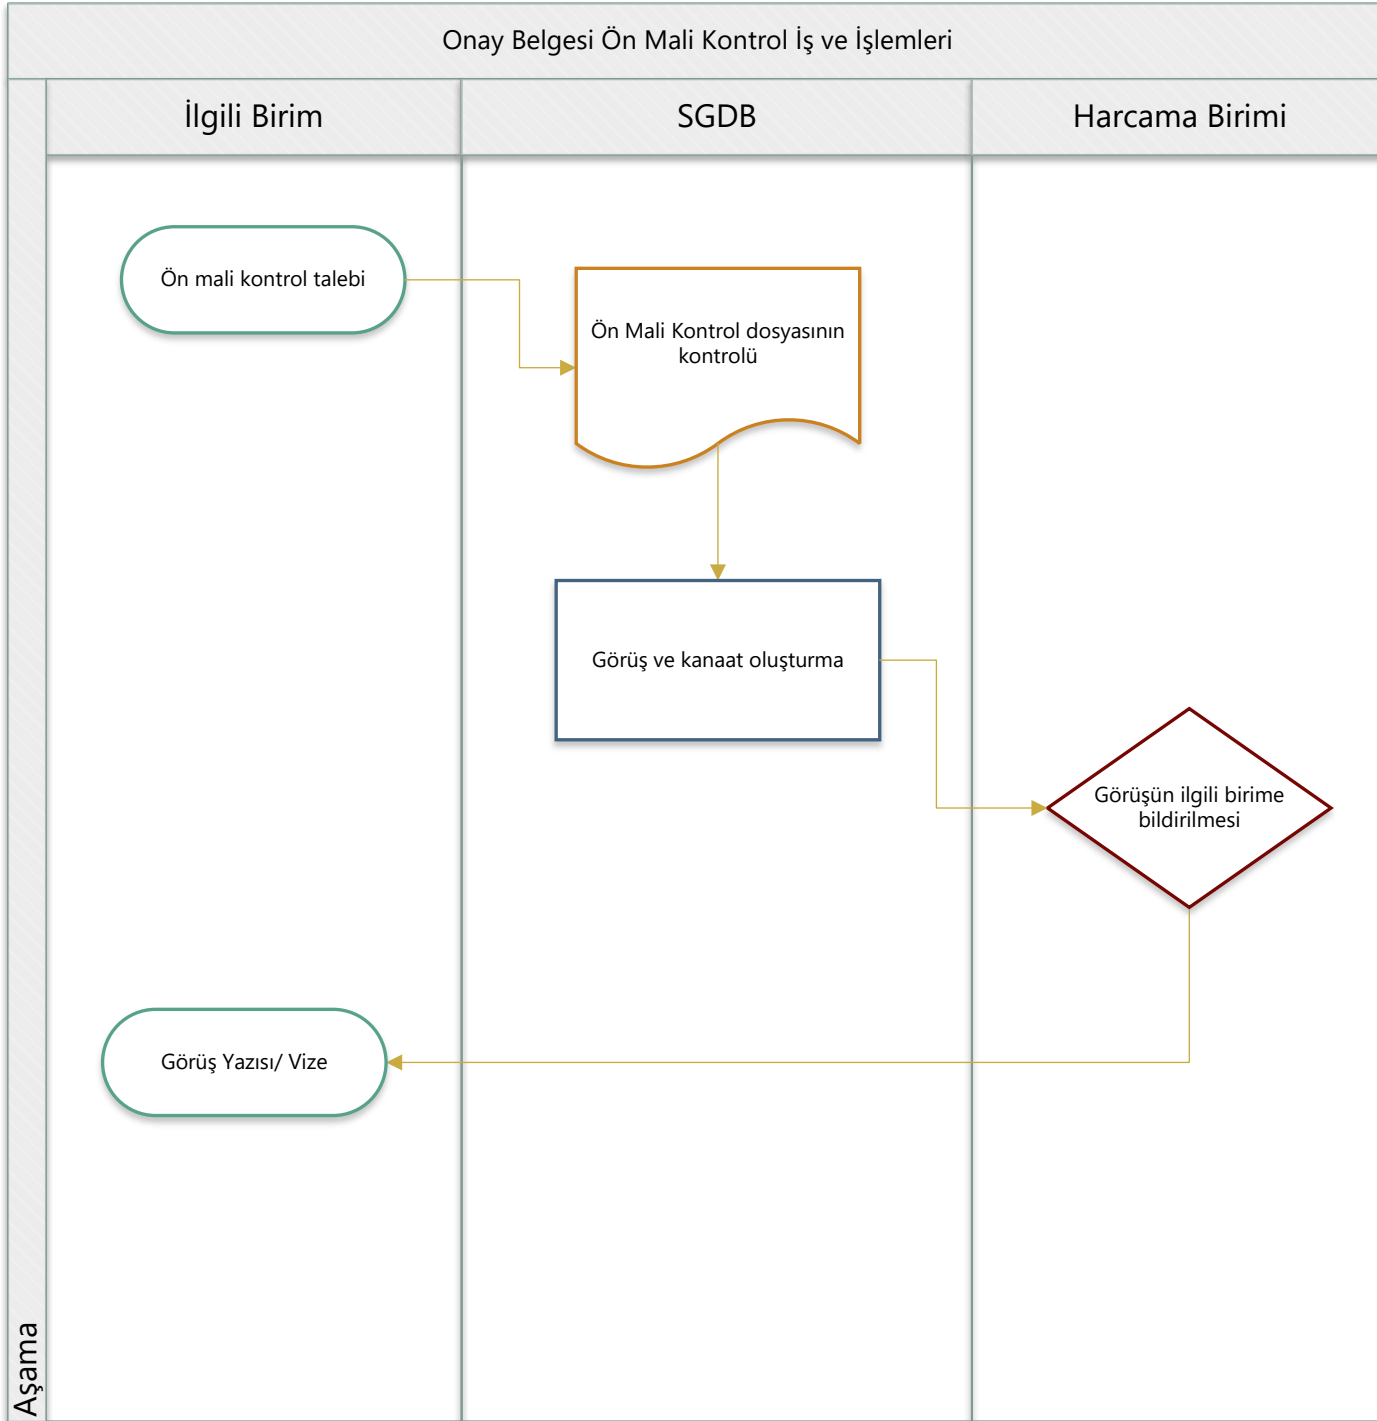 Onay Belgesi Ön Mali Kontrol İş ve İşlemleri
İlgili Birim
SGDB
Harcama Birimi
Ön mali kontrol talebi
Ön Mali Kontrol dosyasının
kontrolü
Görüş ve kanaat oluşturma
Görüşün ilgili birime
bildirilmesi
Görüş Yazısı/ Vize
Aşama